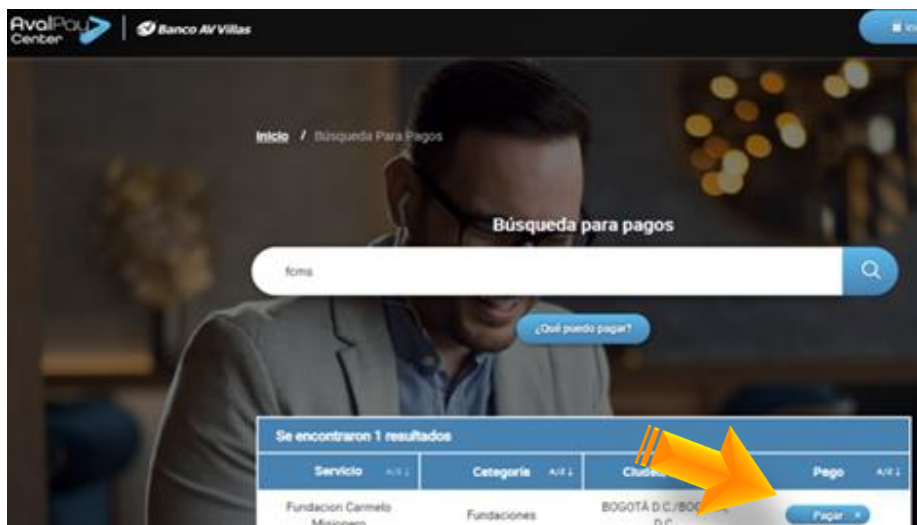 AvalPay
Center
Banco AV Villas
Inicio / Búsqueda Para Pagos
Búsqueda para pagos
fcms
¿Qué puedo pagar?
Se encontraron 1 resultados
Servicio A/Z↓ Categoría A/Z↓ Pago A/Z↓
Fundacion Carmelo
Misionero
Fundaciones
BOGOTÁ D.C./
D.C.
Pagar